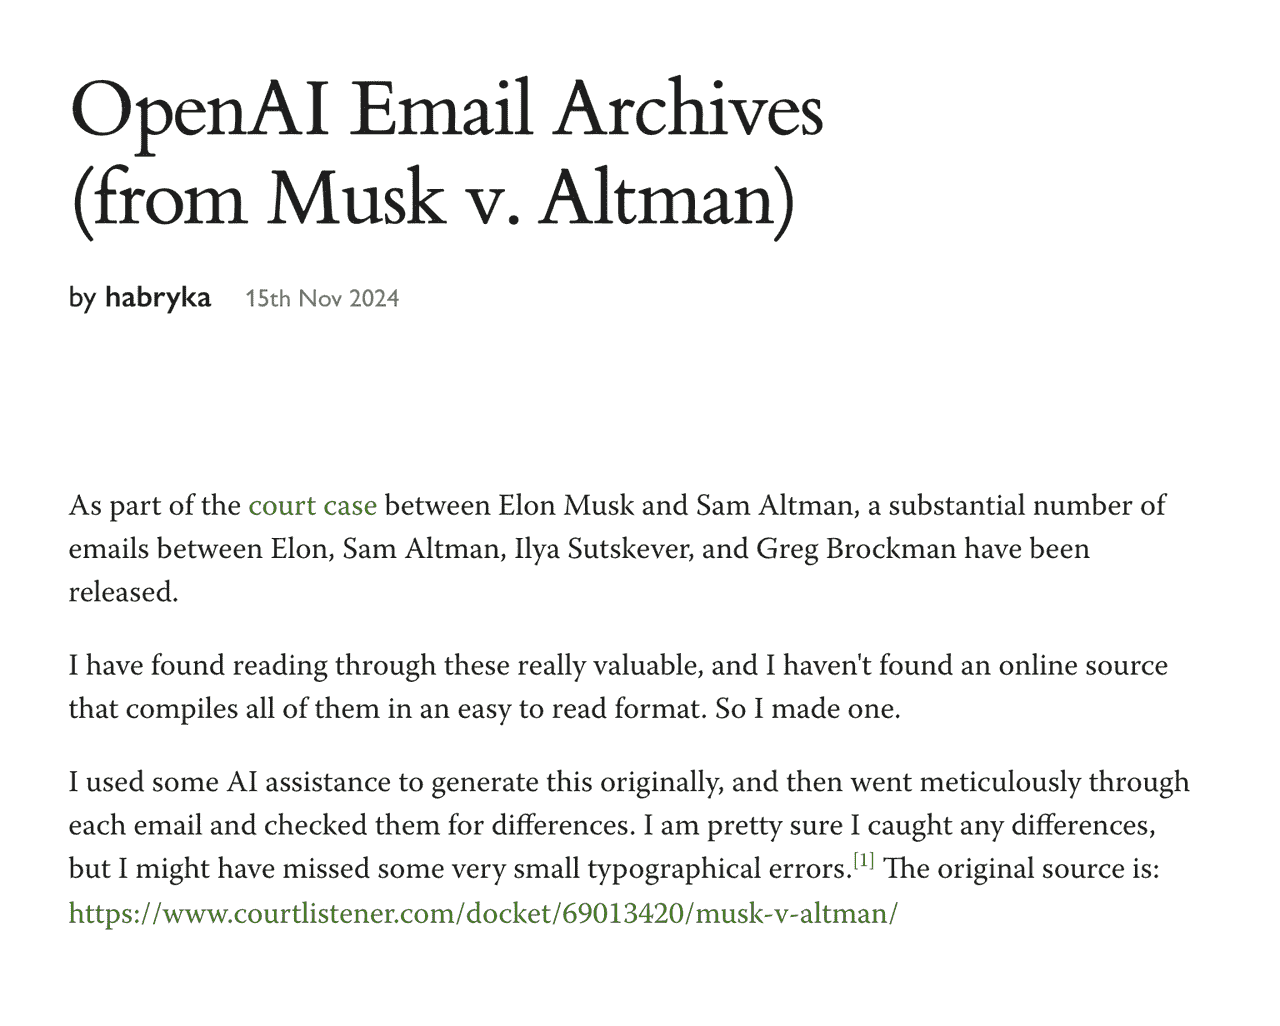 OpenAI Email Archives
(from Musk v. Altman)
by habryka 15th Nov 2024
As part of the court case between Elon Musk and Sam Altman, a substantial number of
emails between Elon, Sam Altman, Ilya Sutskever, and Greg Brockman have been
released.
I have found reading through these really valuable, and I haven't found an online source
that compiles all of them in an easy to read format. So I made one.
I used some AI assistance to generate this originally, and then went meticulously through
each email and checked them for differences. I am pretty sure I caught any differences,
but I might have missed some very small typographical errors.[1] The original source is:
https://www.courtlistener.com/docket/69013420/musk-v-altman/